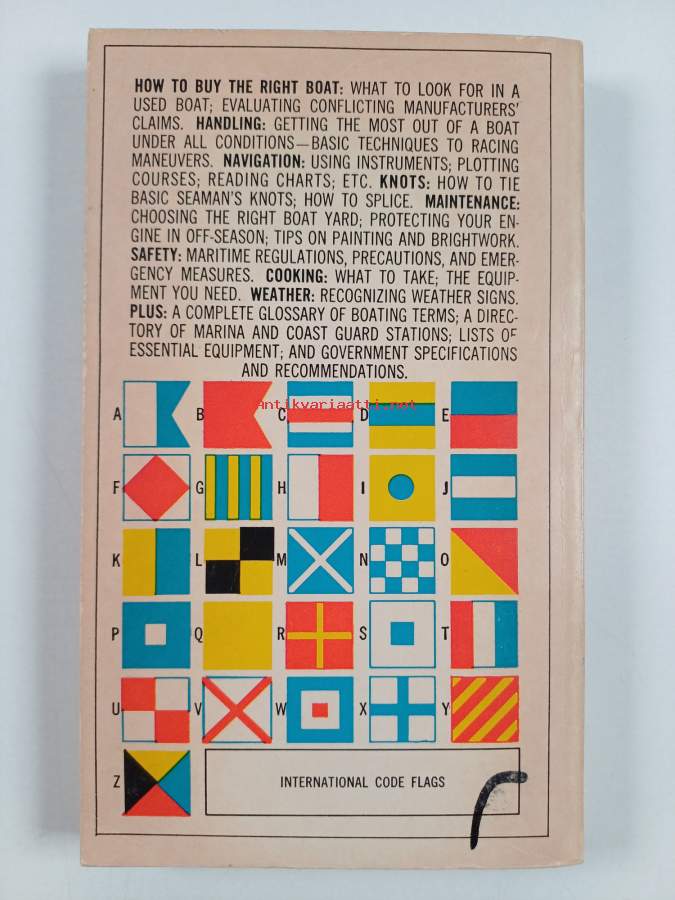 HOW TO BUY THE RIGHT BOAT: WHAT TO LOOK FOR IN A
USED BOAT; EVALUATING CONFLICTING MANUFACTURERS'
CLAIMS. HANDLING: GETTING THE MOST OUT OF A BOAT
UNDER ALL CONDITIONS—BASIC TECHNIQUES TO RACING
MANEUVERS. NAVIGATION: USING INSTRUMENTS; PLOTTING
COURSES; READING CHARTS; ETC. KNOTS: HOW TO TIE
BASIC SEAMAN'S KNOTS; HOW TO SPLICE. MAINTENANCE:
CHOOSING THE RIGHT BOAT YARD; PROTECTING YOUR EN-
GINE IN OFF-SEASON; TIPS ON PAINTING AND BRIGHTWORK.
SAFETY: MARITIME REGULATIONS, PRECAUTIONS, AND EMER-
GENCY MEASURES. COOKING: WHAT TO TAKE; THE EQUIP-
MENT YOU NEED. WEATHER: RECOGNIZING WEATHER SIGNS.
PLUS: A COMPLETE GLOSSARY OF BOATING TERMS; A DIREC-
TORY OF MARINA AND COAST GUARD STATIONS; LISTS OF
ESSENTIAL EQUIPMENT; AND GOVERNMENT SPECIFICATIONS
AND RECOMMENDATIONS.
antikvariaatti.net
A B C D E
F G H I J
K L M N O
P Q R S T
U V W X Y
Z INTERNATIONAL CODE FLAGS